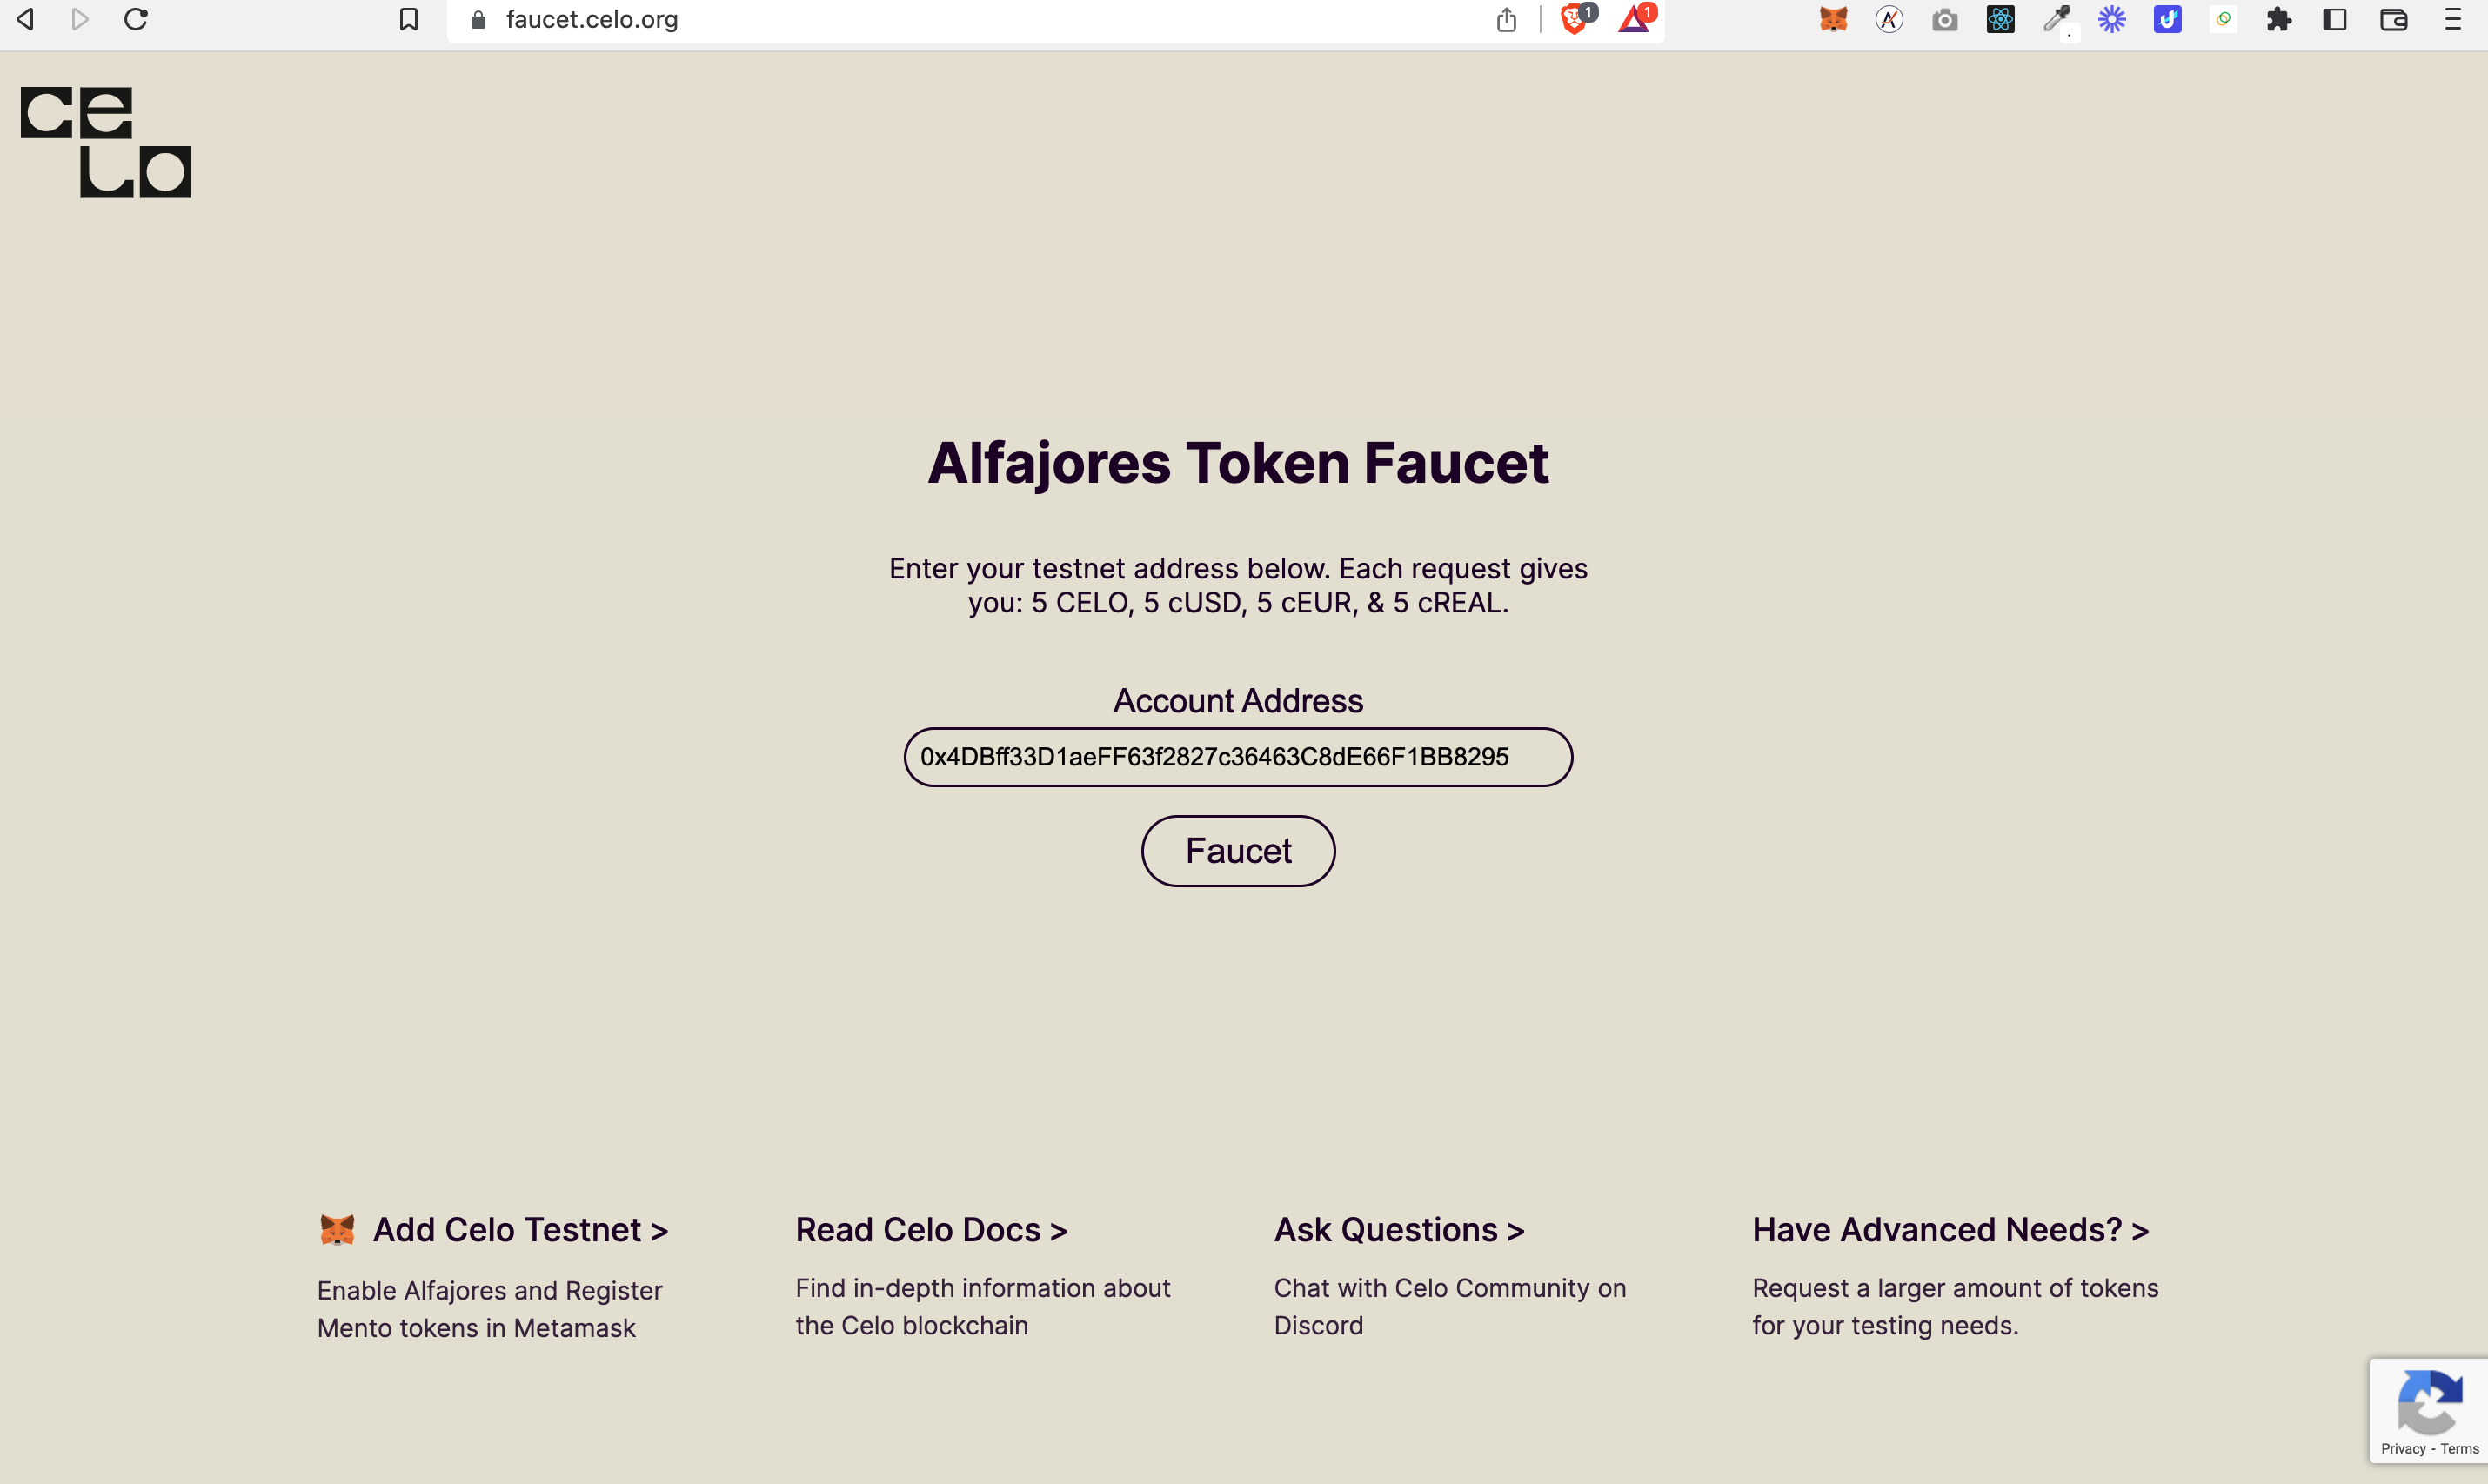 faucet.celo.org
1
1
ce
LO
Alfajores Token Faucet
Enter your testnet address below. Each request gives
you: 5 CELO, 5 cUSD, 5 cEUR, & 5 cREAL.
Account Address
0x4DBff33D1aeFF63f2827c36463C8dE66F1BB8295
Faucet
Add Celo Testnet >
Enable Alfajores and Register
Mento tokens in Metamask
Read Celo Docs >
Find in-depth information about
the Celo blockchain
Ask Questions >
Chat with Celo Community on
Discord
Have Advanced Needs? >
Request a larger amount of tokens
for your testing needs.
Privacy - Terms